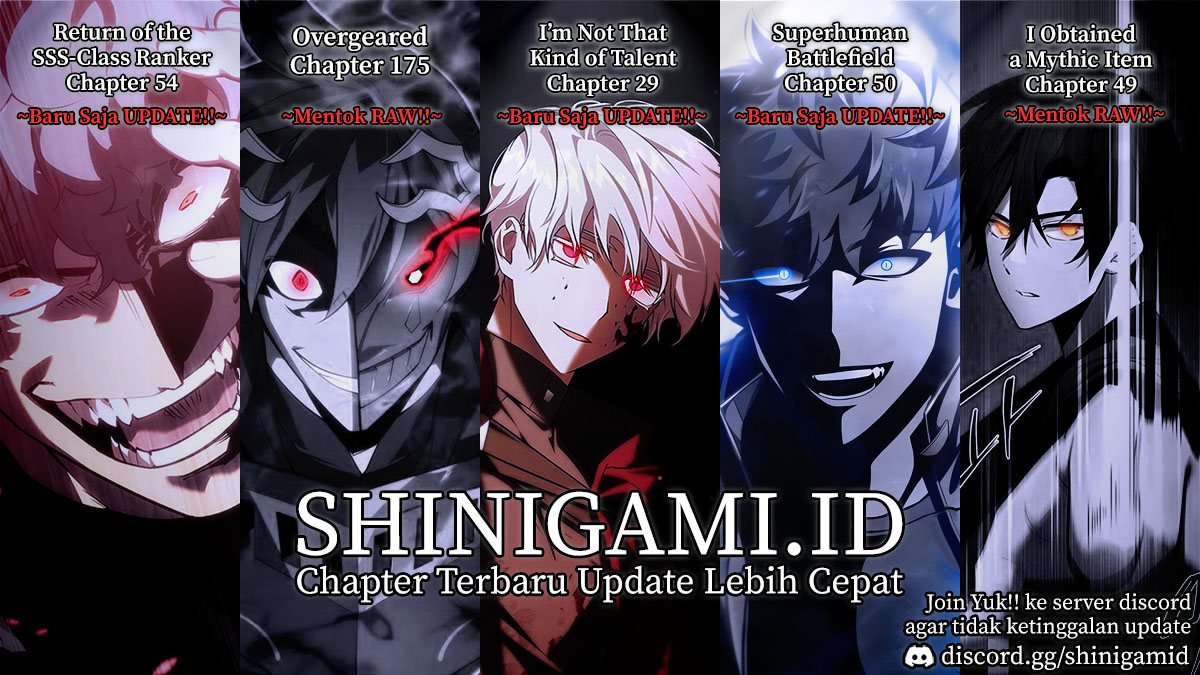 Return of the
SSS-Class Ranker
Chapter 54
~Baru Saja UPDATE!!~
Overgeared
Chapter 175
~Mentok RAW!!~
I'm Not That
Kind of Talent
Chapter 29
~Baru Saja UPDATE!!~
Superhuman
Battlefield
Chapter 50
~Baru Saja UPDATE!!~
I Obtained
a Mythic Item
Chapter 49
~Mentok RAW!!~
SHINIGAMI.ID
Chapter Terbaru Update Lebih Cepat
Join Yuk!! ke server discord
agar tidak ketinggalan update
discord.gg/shinigamid